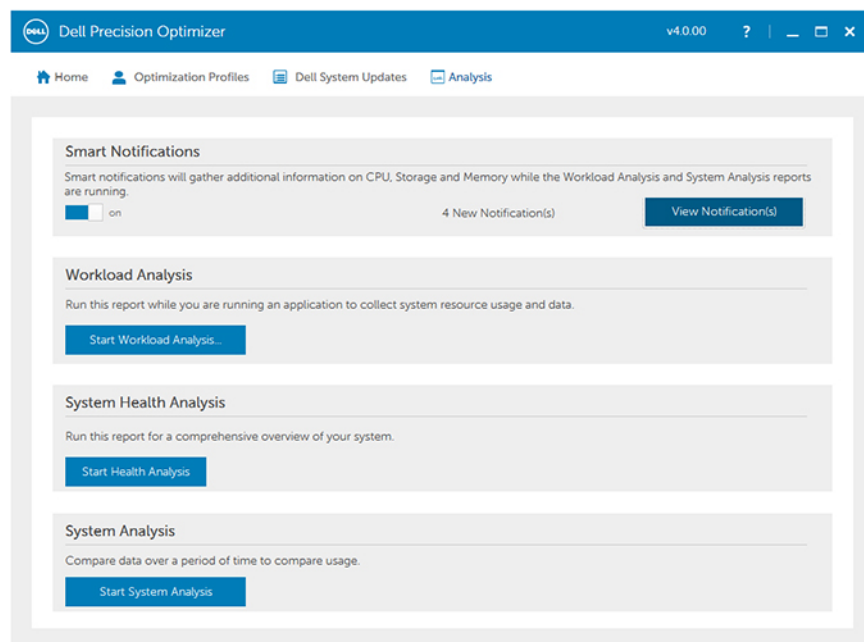 DELL Dell Precision Optimizer v4.0.00 ?
Home Optimization Profiles Dell System Updates Analysis
Smart Notifications
Smart notifications will gather additional information on CPU, Storage and Memory while the Workload Analysis and System Analysis reports
are running.
on 4 New Notification(s) View Notification(s)
Workload Analysis
Run this report while you are running an application to collect system resource usage and data.
Start Workload Analysis...
System Health Analysis
Run this report for a comprehensive overview of your system.
Start Health Analysis
System Analysis
Compare data over a period of time to compare usage.
Start System Analysis